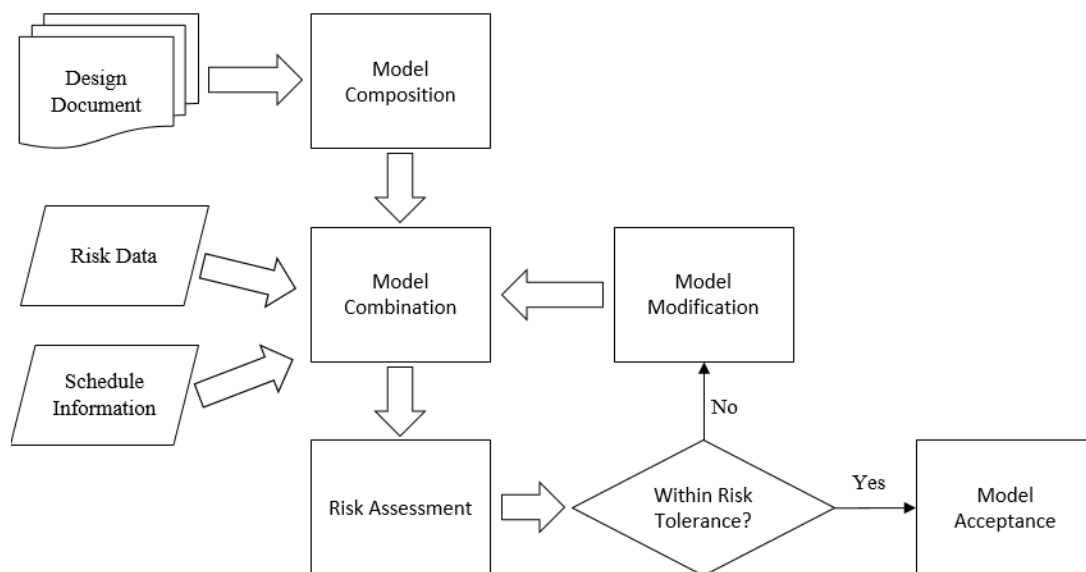 Design
Document
Model
Composition
Risk Data
Model
Combination
Model
Modification
Schedule
Information
No
Risk Assessment
Within Risk
Tolerance?
Yes
Model
Acceptance